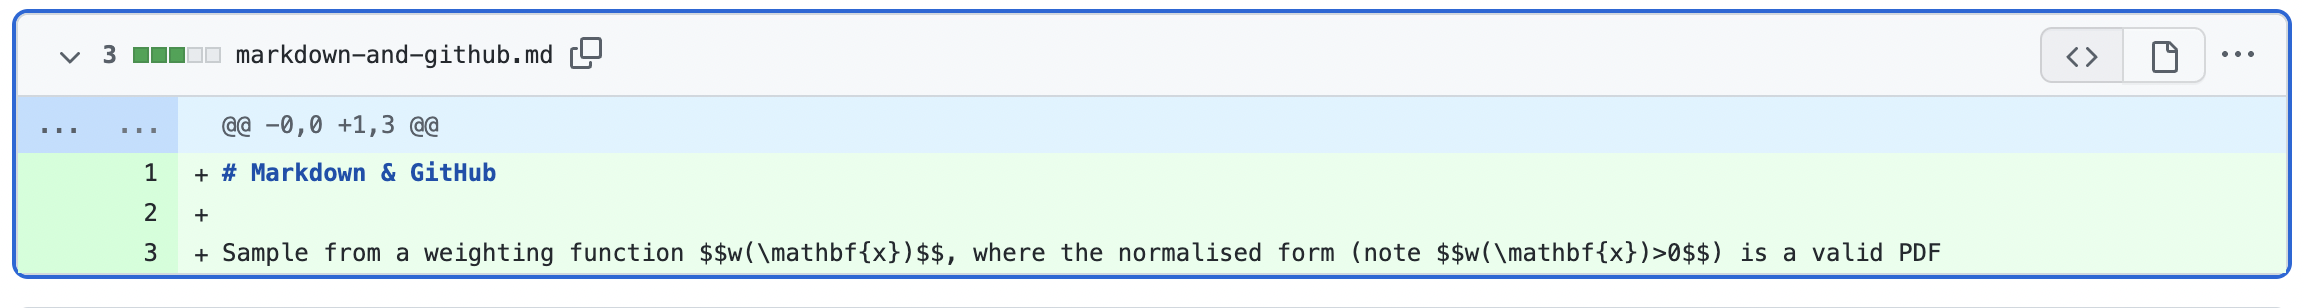 3 markdown-and-github.md
... ... @@ -0,0 +1,3 @@
1 + # Markdown & GitHub
2 +
3 + Sample from a weighting function $$w(\mathbf{x})$$, where the normalised form (note $$w(\mathbf{x})>0$$) is a valid PDF